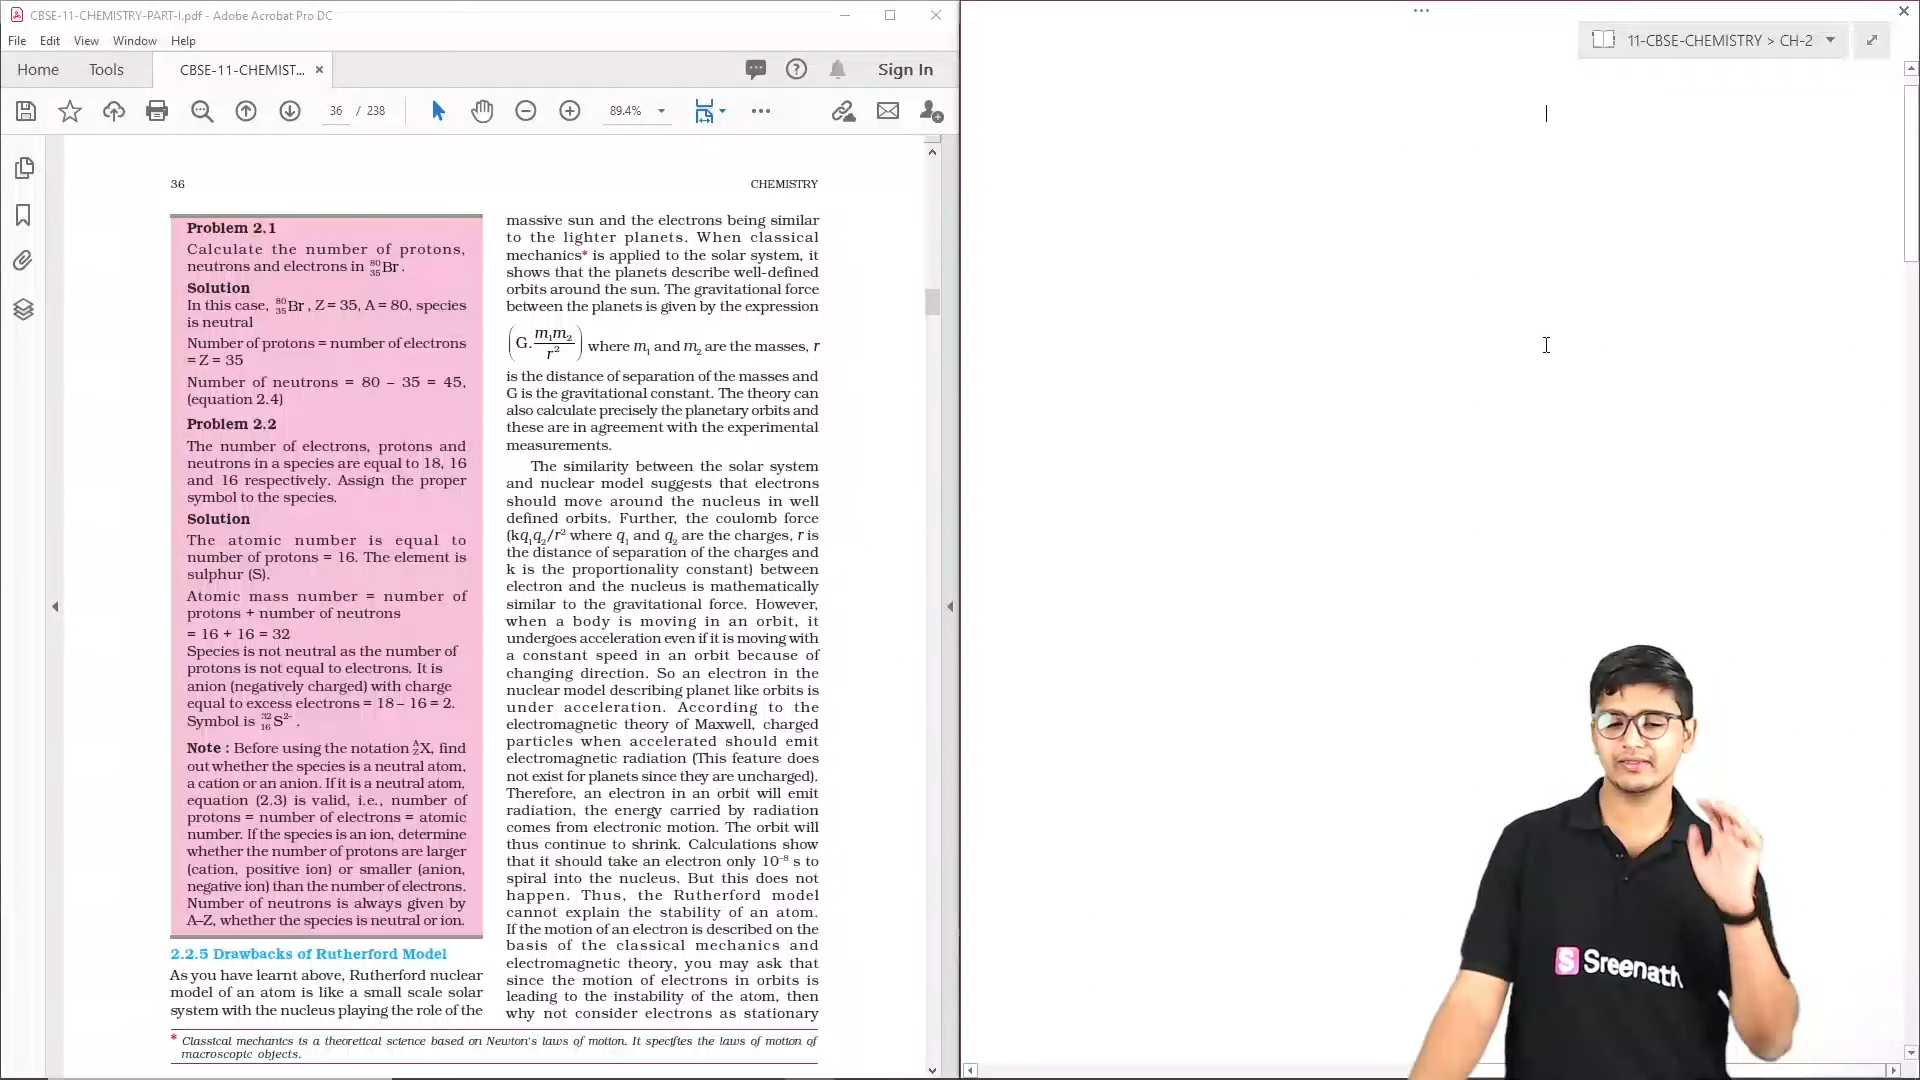 CBSE-11-CHEMISTRY-PART-I.pdf - Adobe Acrobat Pro DC
File Edit View Window Help
Home Tools CBSE-11-CHEMIST... × Sign In
36 / 238 89.4%
11-CBSE-CHEMISTRY > CH-2
36 CHEMISTRY
Problem 2.1
Calculate the number of protons,
neutrons and electrons in ⁸⁰₃₅Br.
Solution
In this case, ⁸⁰₃₅Br, Z = 35, A = 80, species
is neutral
Number of protons = number of electrons
= Z = 35
Number of neutrons = 80 – 35 = 45,
(equation 2.4)
Problem 2.2
The number of electrons, protons and
neutrons in a species are equal to 18, 16
and 16 respectively. Assign the proper
symbol to the species.
Solution
The atomic number is equal to
number of protons = 16. The element is
sulphur (S).
Atomic mass number = number of
protons + number of neutrons
= 16 + 16 = 32
Species is not neutral as the number of
protons is not equal to electrons. It is
anion (negatively charged) with charge
equal to excess electrons = 18 – 16 = 2.
Symbol is ³²₁₆S²⁻.
Note : Before using the notation ᴬ_ZX, find
out whether the species is a neutral atom,
a cation or an anion. If it is a neutral atom,
equation (2.3) is valid, i.e., number of
protons = number of electrons = atomic
number. If the species is an ion, determine
whether the number of protons are larger
(cation, positive ion) or smaller (anion,
negative ion) than the number of electrons.
Number of neutrons is always given by
A–Z, whether the species is neutral or ion.
2.2.5 Drawbacks of Rutherford Model
As you have learnt above, Rutherford nuclear
model of an atom is like a small scale solar
system with the nucleus playing the role of the
massive sun and the electrons being similar
to the lighter planets. When classical
mechanics* is applied to the solar system, it
shows that the planets describe well-defined
orbits around the sun. The gravitational force
between the planets is given by the expression
(G. m₁m₂/r²) where m₁ and m₂ are the masses, r
is the distance of separation of the masses and
G is the gravitational constant. The theory can
also calculate precisely the planetary orbits and
these are in agreement with the experimental
measurements.
The similarity between the solar system
and nuclear model suggests that electrons
should move around the nucleus in well
defined orbits. Further, the coulomb force
(kq₁q₂/r² where q₁ and q₂ are the charges, r is
the distance of separation of the charges and
k is the proportionality constant) between
electron and the nucleus is mathematically
similar to the gravitational force. However,
when a body is moving in an orbit, it
undergoes acceleration even if it is moving with
a constant speed in an orbit because of
changing direction. So an electron in the
nuclear model describing planet like orbits is
under acceleration. According to the
electromagnetic theory of Maxwell, charged
particles when accelerated should emit
electromagnetic radiation (This feature does
not exist for planets since they are uncharged).
Therefore, an electron in an orbit will emit
radiation, the energy carried by radiation
comes from electronic motion. The orbit will
thus continue to shrink. Calculations show
that it should take an electron only 10⁻⁸ s to
spiral into the nucleus. But this does not
happen. Thus, the Rutherford model
cannot explain the stability of an atom.
If the motion of an electron is described on the
basis of the classical mechanics and
electromagnetic theory, you may ask that
since the motion of electrons in orbits is
leading to the instability of the atom, then
why not consider electrons as stationary
* Classical mechanics is a theoretical science based on Newton's laws of motion. It specifies the laws of motion of
macroscopic objects.
S Sreenath